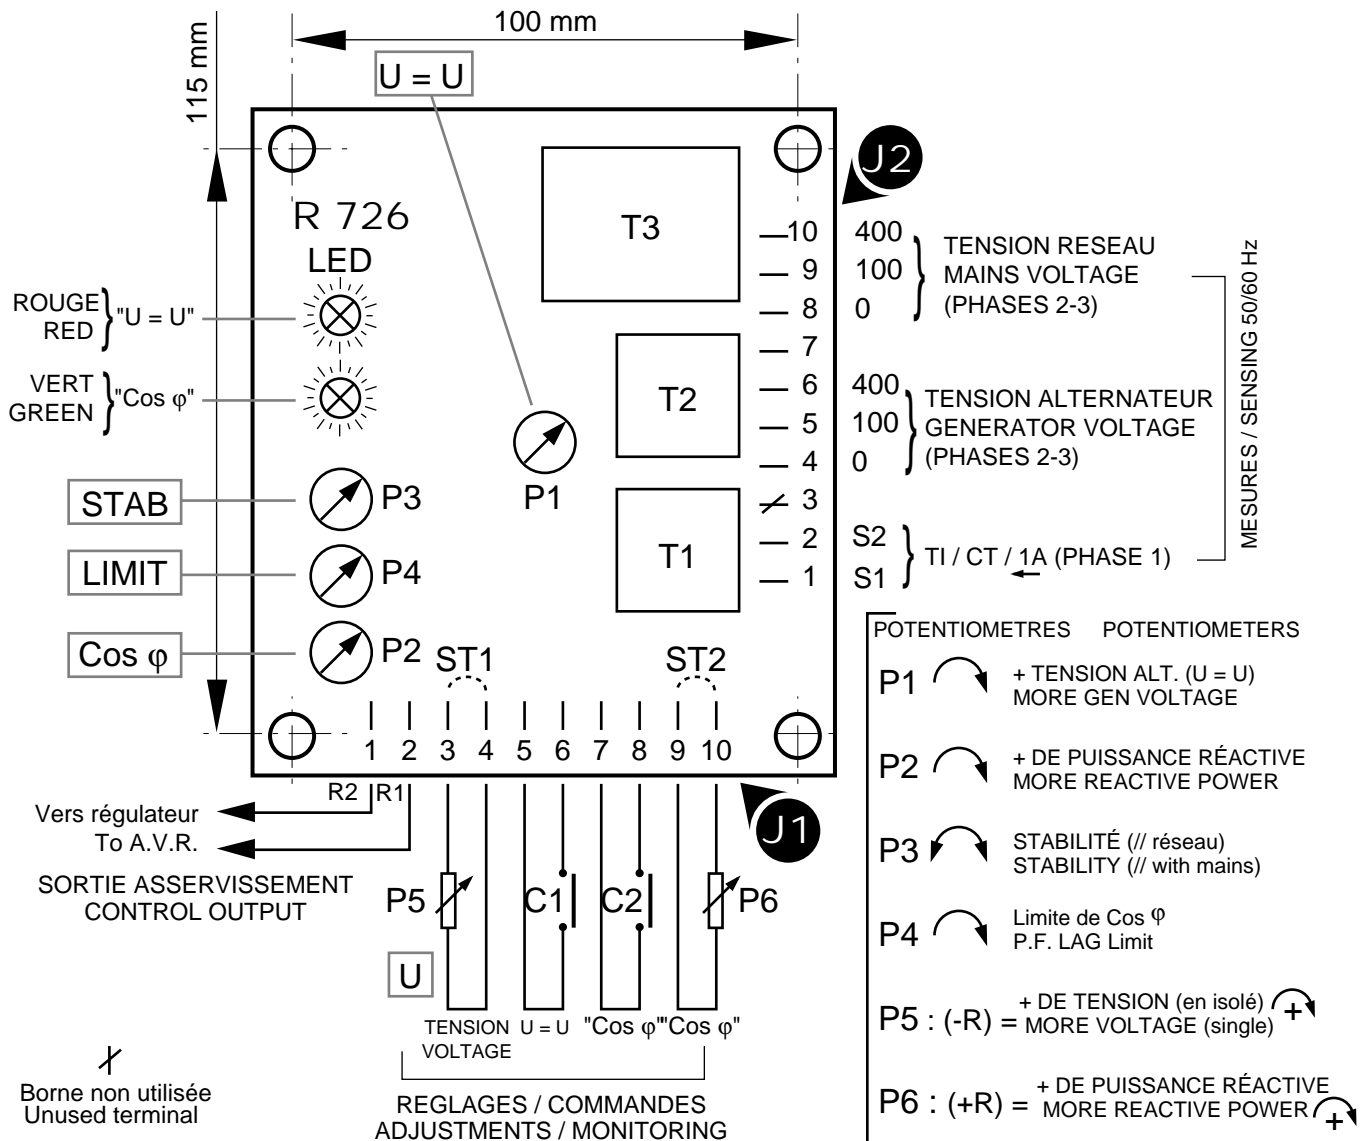 100 mm
115 mm
U = U
J2
R 726
LED
T3
10 400
9 100
8 0
TENSION RESEAU
MAINS VOLTAGE
(PHASES 2-3)
MESURES / SENSING 50/60 Hz
ROUGE
RED
"U = U"
VERT
GREEN
"Cos φ"
7
T2
6 400
5 100
4 0
TENSION ALTERNATEUR
GENERATOR VOLTAGE
(PHASES 2-3)
P1
STAB
P3
LIMIT
P4
Cos φ
P2
T1
3
2 S2
1 S1
TI / CT / 1A (PHASE 1)
ST1
ST2
1 2 3 4 5 6 7 8 9 10
R2 R1
J1
Vers régulateur
To A.V.R.
SORTIE ASSERVISSEMENT
CONTROL OUTPUT
P5
C1
C2
P6
U
TENSION
VOLTAGE
U = U
"Cos φ"
"Cos φ"
REGLAGES / COMMANDES
ADJUSTMENTS / MONITORING
Borne non utilisée
Unused terminal
POTENTIOMETRES POTENTIOMETERS
P1
+ TENSION ALT. (U = U)
MORE GEN VOLTAGE
P2
+ DE PUISSANCE RÉACTIVE
MORE REACTIVE POWER
P3
STABILITÉ (// réseau)
STABILITY (// with mains)
P4
Limite de Cos φ
P.F. LAG Limit
P5 : (-R) =
+ DE TENSION (en isolé)
MORE VOLTAGE (single)
+
P6 : (+R) =
+ DE PUISSANCE RÉACTIVE
MORE REACTIVE POWER
+